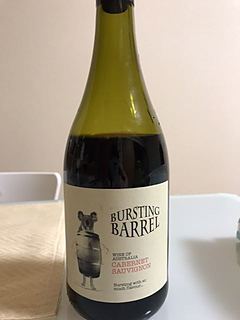 BURSTING
BARREL
WINE OF
AUSTRALIA
CABERNET
SAUVIGNON
Bursting with so
much flavour..